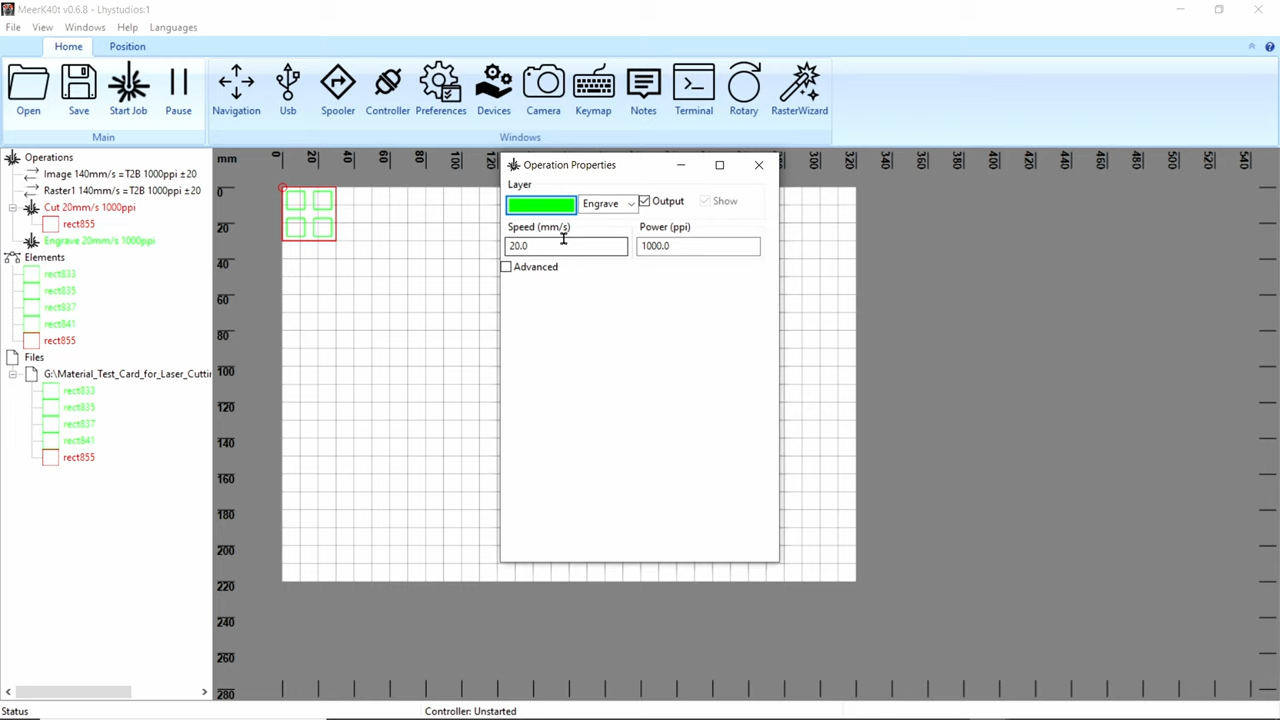 MeerK40t v0.6.8 - Lhystudios:1
File View Windows Help Languages
Home Position
Open Save Start Job Pause Navigation Usb Spooler Controller Preferences Devices Camera Keymap Notes Terminal Rotary RasterWizard
Main Windows
Operations
Image 140mm/s =T2B 1000ppi ±20
Raster1 140mm/s =T2B 1000ppi ±20
Cut 20mm/s 1000ppi
rect855
Engrave 20mm/s 1000ppi
Elements
rect833
rect835
rect837
rect841
rect855
Files
G:\Material_Test_Card_for_Laser_Cuttin
rect833
rect835
rect837
rect841
rect855
mm 0 20 40 60 80 100 120
300 320 340 360 380 400 420 440 460 480 500 520 540
0
20
40
60
80
100
120
140
160
180
200
220
240
260
280
Operation Properties
Layer
Engrave Output Show
Speed (mm/s) Power (ppi)
20.0 1000.0
Advanced
Status Controller: Unstarted